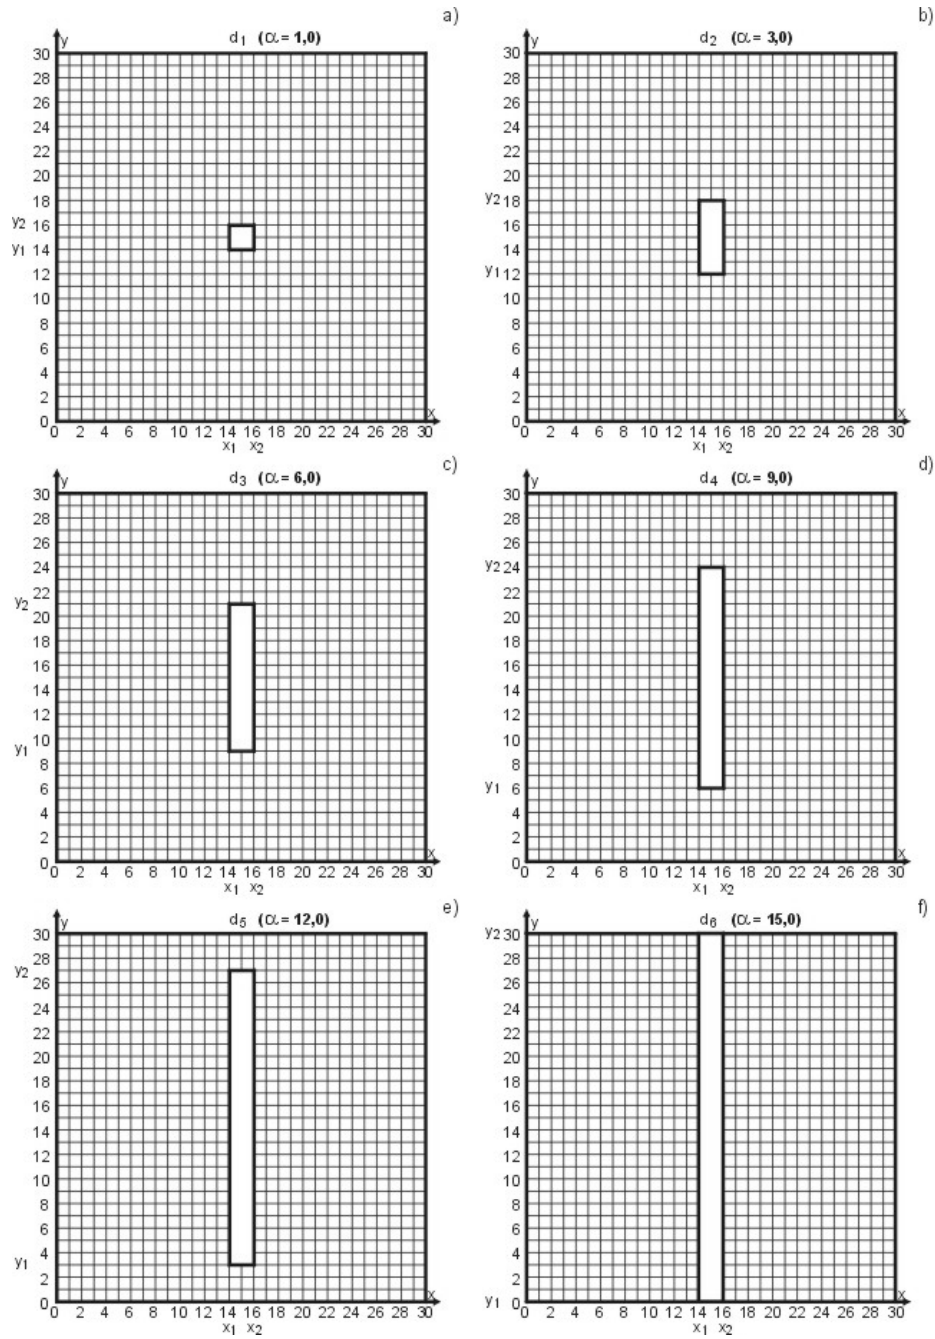 a)
y d1 (α = 1,0)
30
28
26
24
22
20
18
y2 16
y1 14
12
10
8
6
4
2
0 x
0 2 4 6 8 10 12 14 16 18 20 22 24 26 28 30
x1 x2
b)
y d2 (α = 3,0)
30
28
26
24
22
20
y2 18
16
14
y1 12
10
8
6
4
2
0 x
0 2 4 6 8 10 12 14 16 18 20 22 24 26 28 30
x1 x2
c)
y d3 (α = 6,0)
30
28
26
24
22
y2
20
18
16
14
12
10
y1
8
6
4
2
0 x
0 2 4 6 8 10 12 14 16 18 20 22 24 26 28 30
x1 x2
d)
y d4 (α = 9,0)
30
28
26
y2 24
22
20
18
16
14
12
10
8
y1 6
4
2
0 x
0 2 4 6 8 10 12 14 16 18 20 22 24 26 28 30
x1 x2
e)
y d5 (α = 12,0)
30
28
y2
26
24
22
20
18
16
14
12
10
8
6
4
y1
2
0 x
0 2 4 6 8 10 12 14 16 18 20 22 24 26 28 30
x1 x2
f)
y d6 (α = 15,0)
y2 30
28
26
24
22
20
18
16
14
12
10
8
6
4
2
y1 0 x
0 2 4 6 8 10 12 14 16 18 20 22 24 26 28 30
x1 x2